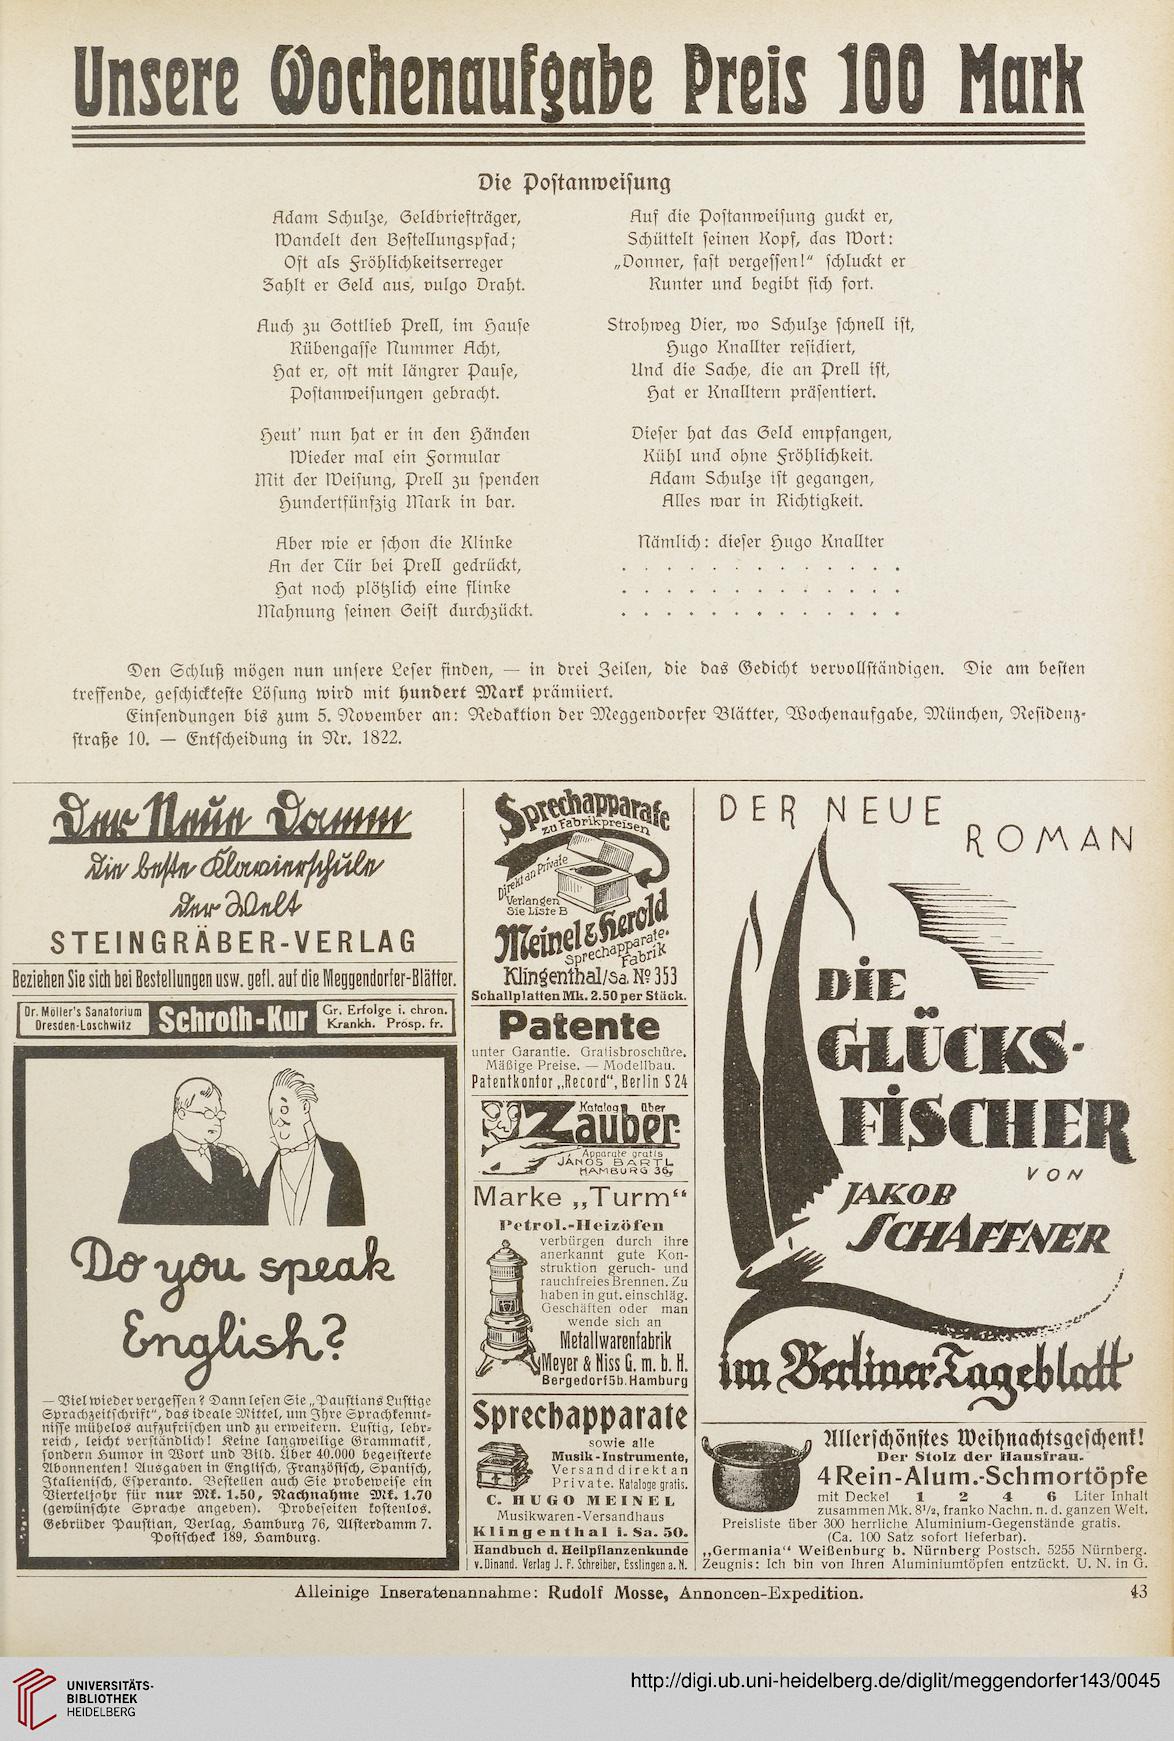 Unsere Wochenaufgabe Preis 100 Mark
Die Postanweisung
Adam Schulze, Geldbriefträger,
Wandelt den Bestellungspfad;
Oft als Fröhlichkeitserreger
Zahlt er Geld aus, vulgo Draht.
Auch zu Gottlieb Prell, im Hause
Rübengasse Nummer Acht,
Hat er, oft mit längrer Pause,
Postanweisungen gebracht.
Heut' nun hat er in den Händen
Wieder mal ein Formular
Mit der Weisung, Prell zu spenden
Hundertfünfzig Mark in bar.
Aber wie er schon die Klinke
An der Tür bei Prell gedrückt,
Hat noch plötzlich eine flinke
Mahnung seinen Geist durchzückt.
Auf die Postanweisung guckt er,
Schüttelt seinen Kopf, das Wort:
„Donner, fast vergessen!“ schluckt er
Runter und begibt sich fort.
Strohweg Vier, wo Schulze schnell ist,
Hugo Knallter residiert,
Und die Sache, die an Prell ist,
Hat er Knalltern präsentiert.
Dieser hat das Geld empfangen,
Kühl und ohne Fröhlichkeit.
Adam Schulze ist gegangen,
Alles war in Richtigkeit.
Nämlich: dieser Hugo Knallter
. . . . . . . . . . . . .
. . . . . . . . . . . . .
. . . . . . . . . . . . .
Den Schluß mögen nun unsere Leser finden, — in drei Zeilen, die das Gedicht vervollständigen. Die am besten
treffende, geschickteste Lösung wird mit hundert Mark prämiiert.
Einsendungen bis zum 5. November an: Redaktion der Meggendorfer Blätter, Wochenaufgabe, München, Residenz-
straße 10. — Entscheidung in Nr. 1822.
Der Neue Damm
die beste Klavierschule
der Welt
STEINGRÄBER-VERLAG
Beziehen Sie sich bei Bestellungen usw. gefl. auf die Meggendorfer-Blätter.
Dr. Möller's Sanatorium
Dresden-Loschwitz
Schroth-Kur
Gr. Erfolge i. chron.
Krankh. Prosp. fr.
Do you speak
English?
— Viel wieder vergessen? Dann lesen Sie „Paustians Lustige
Sprachzeitschrift“, das ideale Mittel, um Ihre Sprachkennt-
nisse mühelos aufzufrischen und zu erweitern. Lustig, lehr-
reich, leicht verständlich! Keine langweilige Grammatik,
sondern Humor in Wort und Bild. Über 40.000 begeisterte
Abonnenten! Ausgaben in Englisch, Französisch, Spanisch,
Italienisch, Esperanto. Bestellen auch Sie probeweise ein
Vierteljahr für nur Mk. 1.50, Nachnahme Mk. 1.70
(gewünschte Sprache angeben). Probeseiten kostenlos.
Gebrüder Paustian, Verlag, Hamburg 76, Alsterdamm 7.
Postscheck 189, Hamburg.
Sprechapparate
zu Fabrikpreisen
Direkt an Private
Verlangen
Sie Liste B
Meinel & Herold
Sprechapparate-
Fabrik
Klingenthal/Sa. Nº 353
Schallplatten Mk. 2.50 per Stück.
Patente
unter Garantie. Gratisbroschüre.
Mäßige Preise. — Modellbau.
Patentkontor „Record“, Berlin S 24
Katalog über
Zauber-
Apparate gratis
JÁNOS BARTL
HAMBURG 36,
Marke „Turm“
Petrol.-Heizöfen
verbürgen durch ihre
anerkannt gute Kon-
struktion geruch- und
rauchfreies Brennen. Zu
haben in gut. einschläg.
Geschäften oder man
wende sich an
Metallwarenfabrik
Meyer & Niss G. m. b. H.
Bergedorf 5b. Hamburg
Sprechapparate
sowie alle
Musik-Instrumente,
Versand direkt an
Private. Kataloge gratis.
C. HUGO MEINEL
Musikwaren-Versandhaus
Klingenthal i. Sa. 50.
Handbuch d. Heilpflanzenkunde
v. Dinand. Verlag J. F. Schreiber, Esslingen a. N.
DER NEUE
ROMAN
DIE
GLÜCKS-
FISCHER
VON
JAKOB
SCHAFFNER
im Berliner Tageblatt
Allerschönstes Weihnachtsgeschenk!
Der Stolz der Hausfrau.
4 Rein-Alum.-Schmortöpfe
mit Deckel 1 2 4 6 Liter Inhalt
zusammen Mk. 8½, franko Nachn. n. d. ganzen Welt.
Preisliste über 300 herrliche Aluminium-Gegenstände gratis.
(Ca. 100 Satz sofort lieferbar).
„Germania“ Weißenburg b. Nürnberg Postsch. 5255 Nürnberg.
Zeugnis: Ich bin von Ihren Aluminiumtöpfen entzückt. U. N. in G.
Alleinige Inseratenannahme: Rudolf Mosse, Annoncen-Expedition.
43
UNIVERSITÄTS-
BIBLIOTHEK
HEIDELBERG
http://digi.ub.uni-heidelberg.de/diglit/meggendorfer143/0045